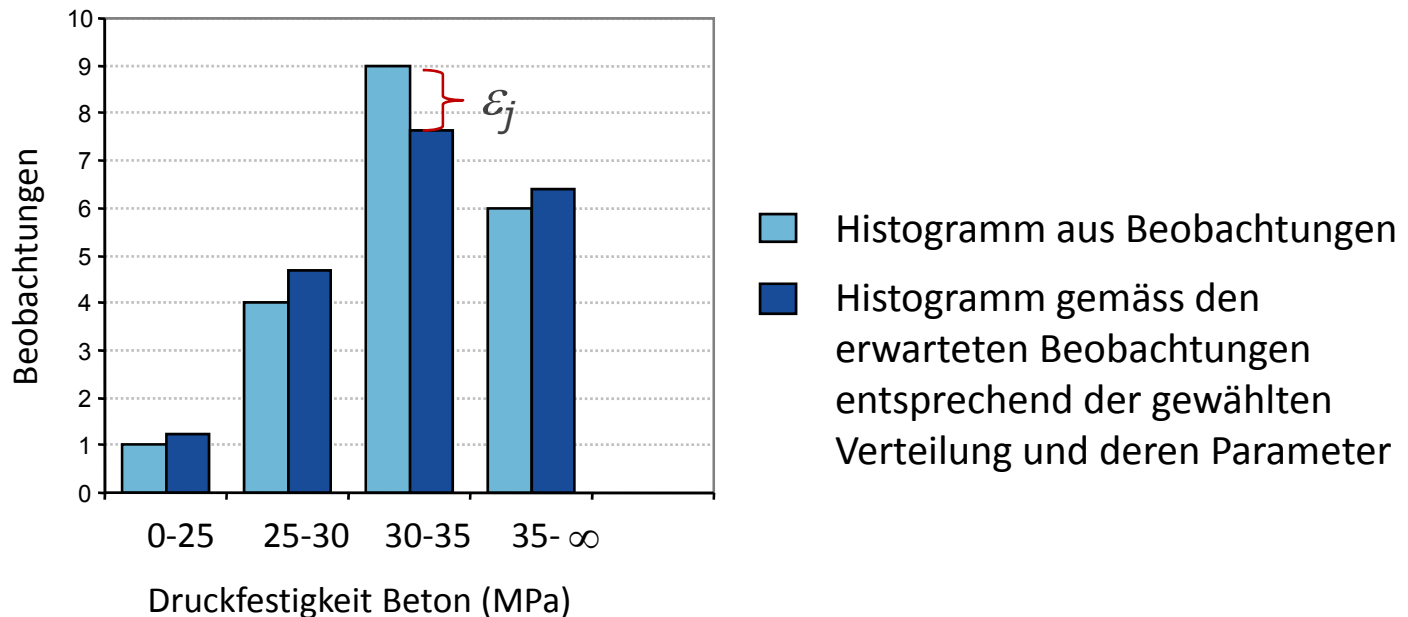 10
9
8
7
6
5
4
3
2
1
0
Beobachtungen
εj
0-25 25-30 30-35 35- ∞
Druckfestigkeit Beton (MPa)
Histogramm aus Beobachtungen
Histogramm gemäss den
erwarteten Beobachtungen
entsprechend der gewählten
Verteilung und deren Parameter